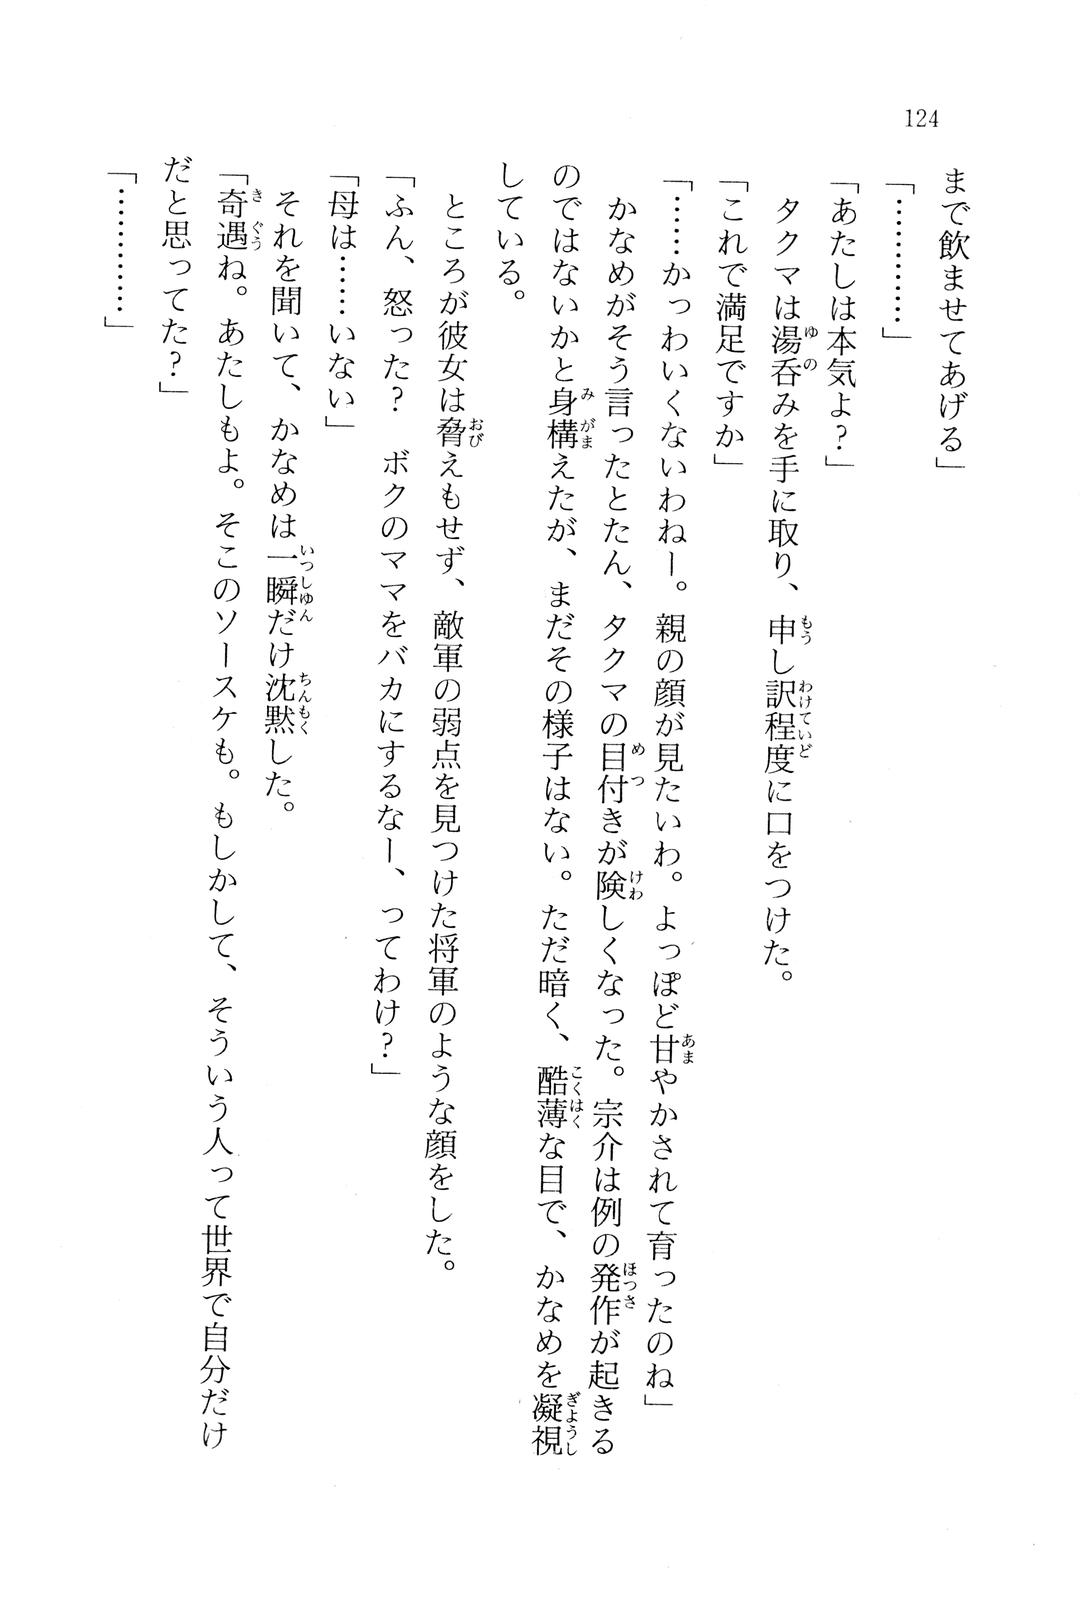 124
まで飲ませてあげる」
「…………」
「あたしは本気よ？」
タクマは湯呑みを手に取り、申し訳程度に口をつけた。
「これで満足ですか」
「……かっわいくないわねー。親の顔が見たいわ。よっぽど甘やかされて育ったのね」
かなめがそう言ったとたん、タクマの目付きが険しくなった。宗介は例の発作が起きる
のではないかと身構えたが、まだその様子はない。ただ暗く、酷薄な目で、かなめを凝視
している。
ところが彼女は脅えもせず、敵軍の弱点を見つけた将軍のような顔をした。
「ふん、怒った？　ボクのママをバカにするなー、ってわけ？」
「母は……いない」
それを聞いて、かなめは一瞬だけ沈黙した。
「奇遇ね。あたしもよ。そこのソースケも。もしかして、そういう人って世界で自分だけ
だと思ってた？」
「…………」